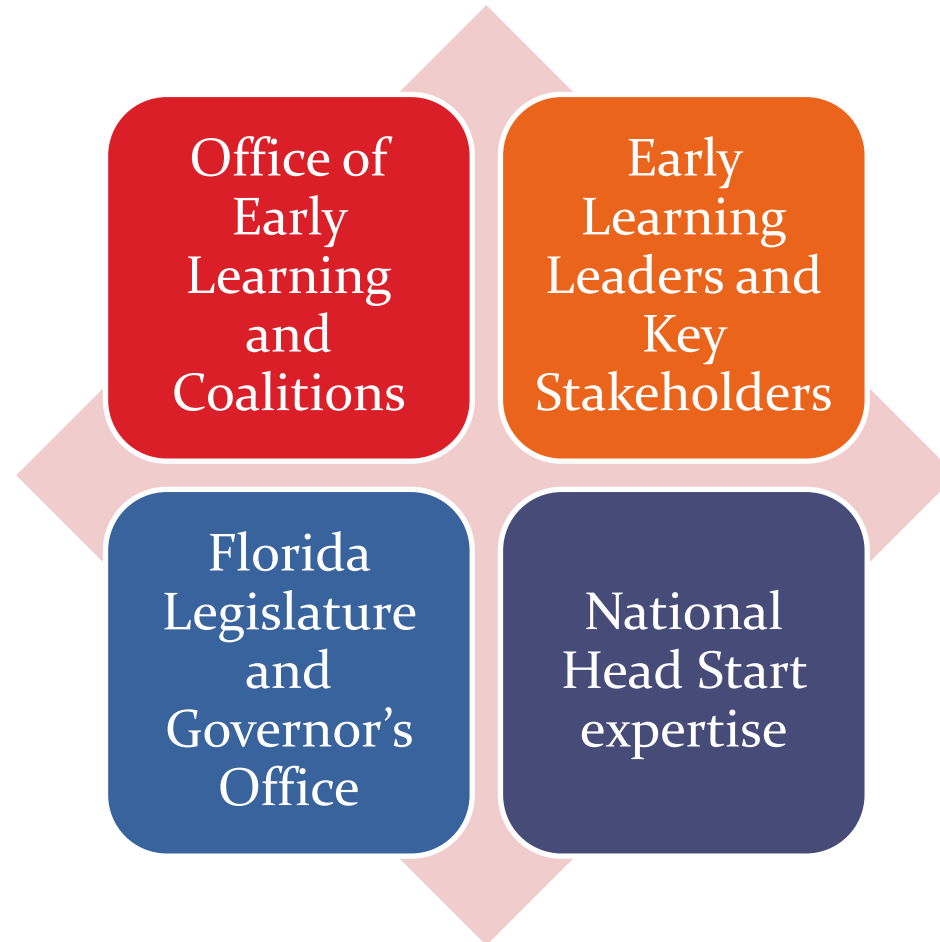 Office of
Early
Learning
and
Coalitions
Early
Learning
Leaders and
Key
Stakeholders
Florida
Legislature
and
Governor’s
Office
National
Head Start
expertise